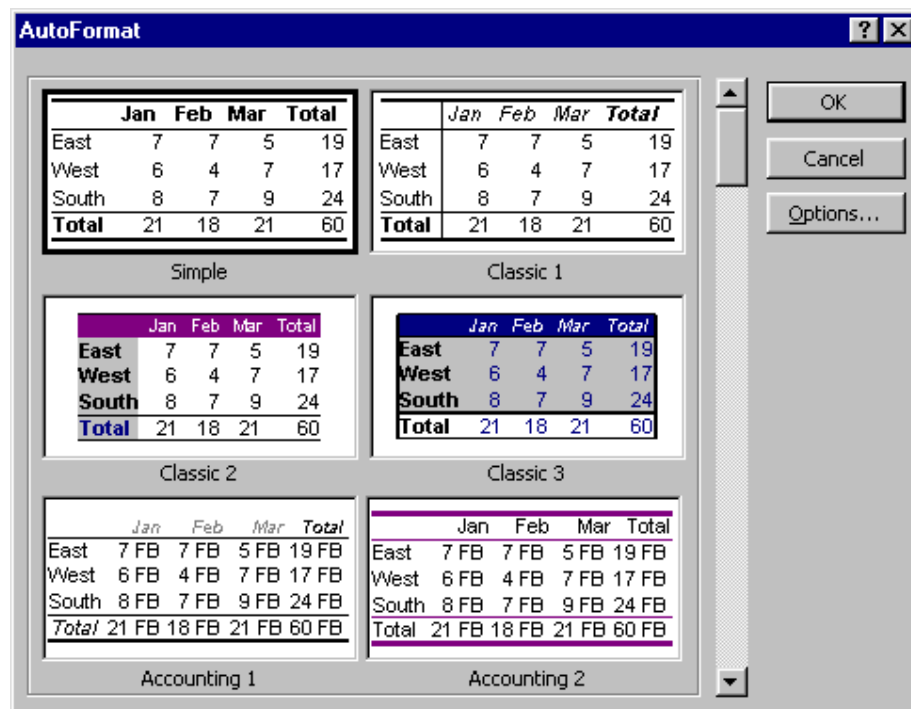 AutoFormat
Jan Feb Mar Total
East 7 7 5 19
West 6 4 7 17
South 8 7 9 24
Total 21 18 21 60
Simple
Jan Feb Mar Total
East 7 7 5 19
West 6 4 7 17
South 8 7 9 24
Total 21 18 21 60
Classic 1
Jan Feb Mar Total
East 7 7 5 19
West 6 4 7 17
South 8 7 9 24
Total 21 18 21 60
Classic 2
Jan Feb Mar Total
East 7 7 5 19
West 6 4 7 17
South 8 7 9 24
Total 21 18 21 60
Classic 3
Jan Feb Mar Total
East 7 FB 7 FB 5 FB 19 FB
West 6 FB 4 FB 7 FB 17 FB
South 8 FB 7 FB 9 FB 24 FB
Total 21 FB 18 FB 21 FB 60 FB
Accounting 1
Jan Feb Mar Total
East 7 FB 7 FB 5 FB 19 FB
West 6 FB 4 FB 7 FB 17 FB
South 8 FB 7 FB 9 FB 24 FB
Total 21 FB 18 FB 21 FB 60 FB
Accounting 2
OK
Cancel
Options...